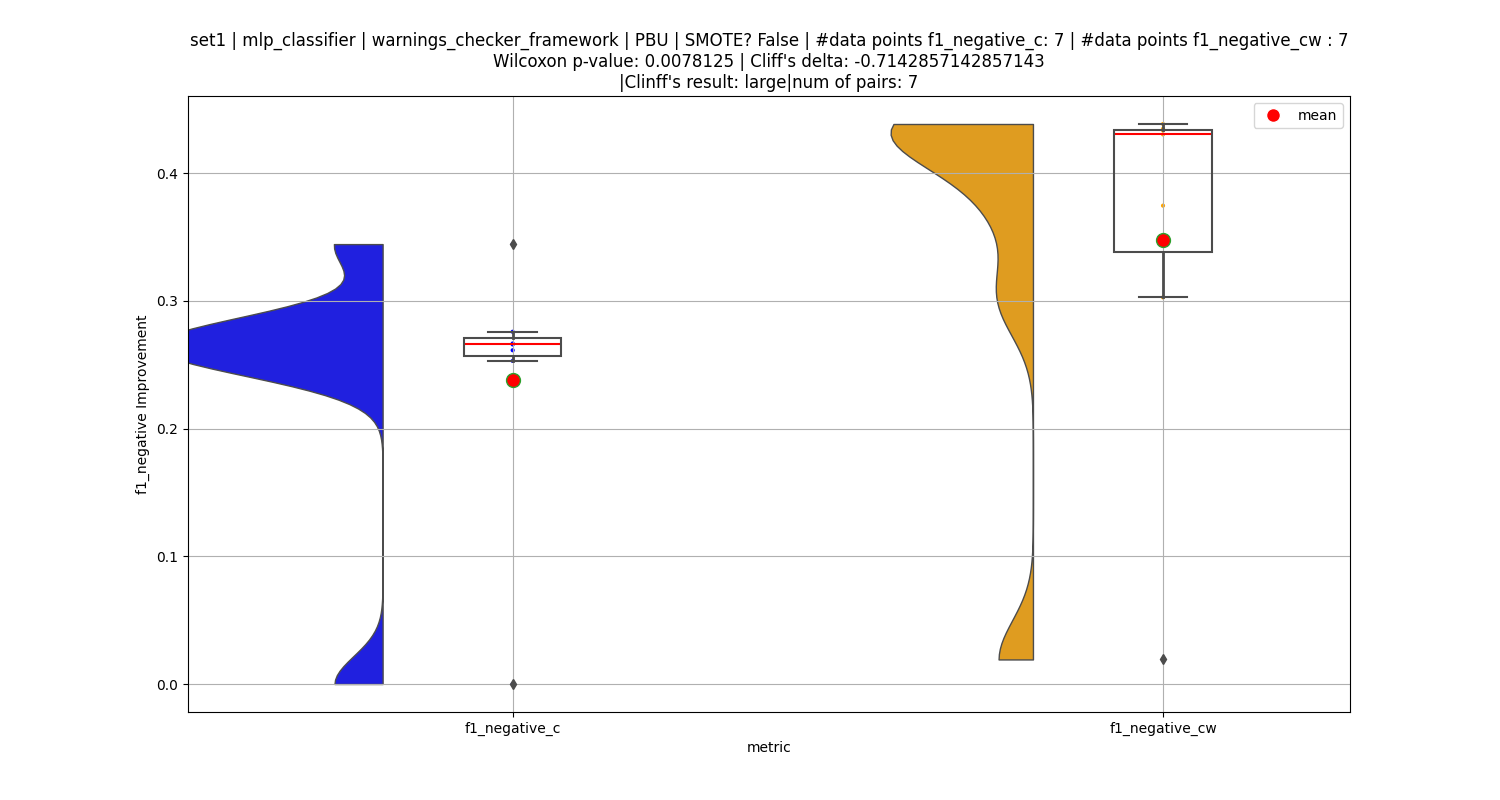 set1 | mlp_classifier | warnings_checker_framework | PBU | SMOTE? False | #data points f1_negative_c: 7 | #data points f1_negative_cw : 7
Wilcoxon p-value: 0.0078125 | Cliff's delta: -0.7142857142857143
|Clinff's result: large|num of pairs: 7
mean
0.4
0.3
0.2
0.1
0.0
f1_negative Improvement
f1_negative_c
f1_negative_cw
metric